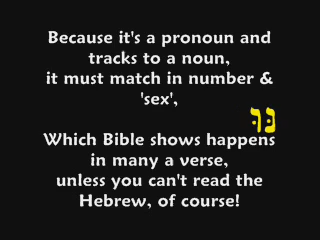 Because it's a pronoun and
tracks to a noun,
it must match in number &
'sex',
Which Bible shows happens
in many a verse,
unless you can't read the
Hebrew, of course!